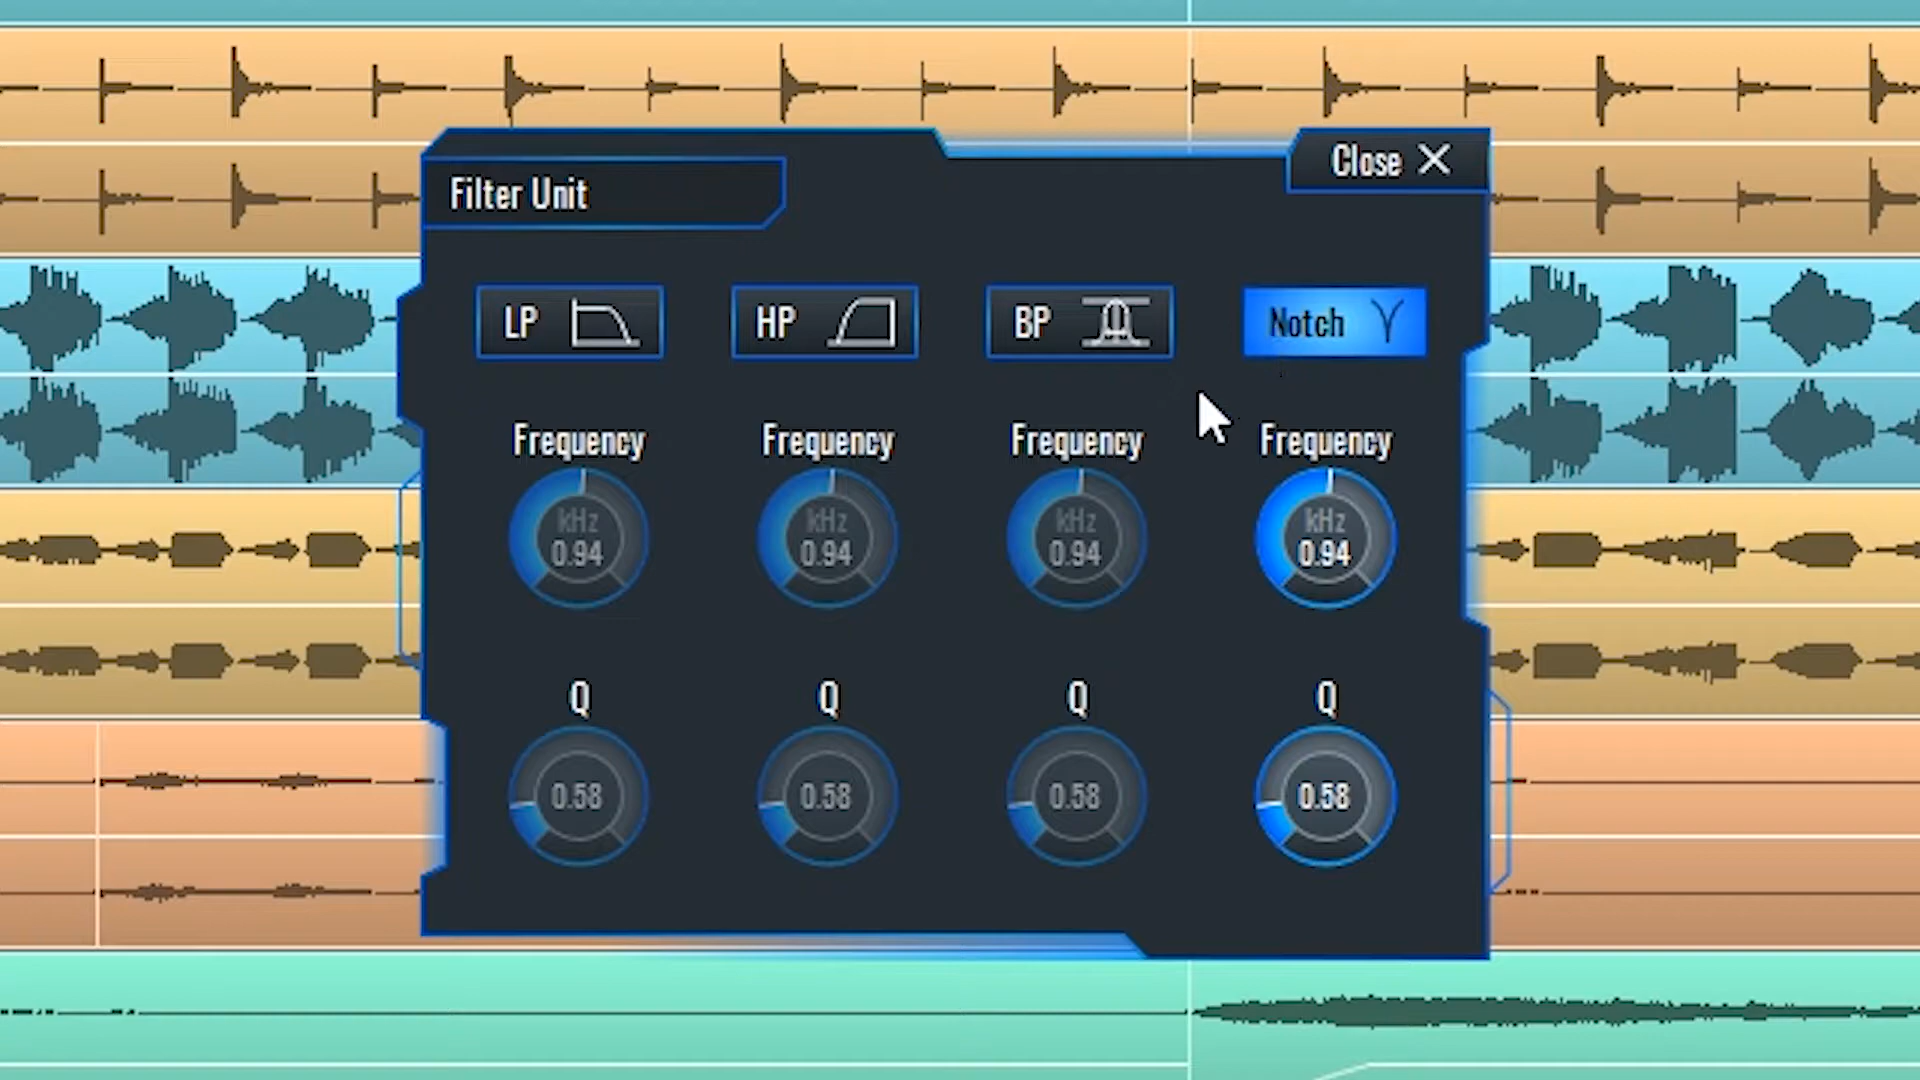 Close
Filter Unit
LP HP BP Notch
Frequency Frequency Frequency Frequency
kHz kHz kHz kHz
0.94 0.94 0.94 0.94
Q Q Q Q
0.58 0.58 0.58 0.58